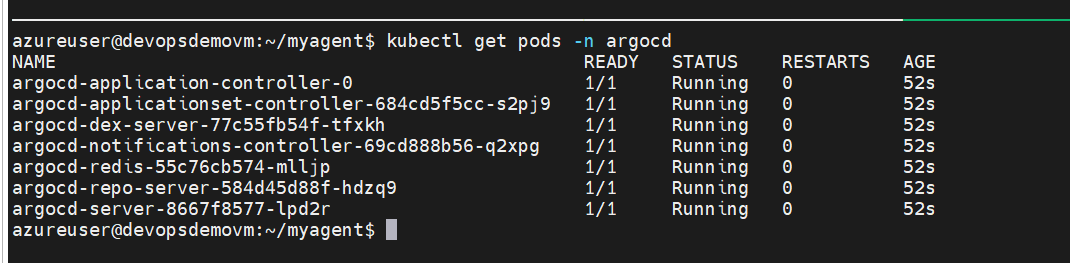 azureuser@devopsdemovm:~/myagent$ kubectl get pods -n argocd
NAME READY STATUS RESTARTS AGE
argocd-application-controller-0 1/1 Running 0 52s
argocd-applicationset-controller-684cd5f5cc-s2pj9 1/1 Running 0 52s
argocd-dex-server-77c55fb54f-tfxkh 1/1 Running 0 52s
argocd-notifications-controller-69cd888b56-q2xpg 1/1 Running 0 52s
argocd-redis-55c76cb574-mlljp 1/1 Running 0 52s
argocd-repo-server-584d45d88f-hdzq9 1/1 Running 0 52s
argocd-server-8667f8577-lpd2r 1/1 Running 0 52s
azureuser@devopsdemovm:~/myagent$